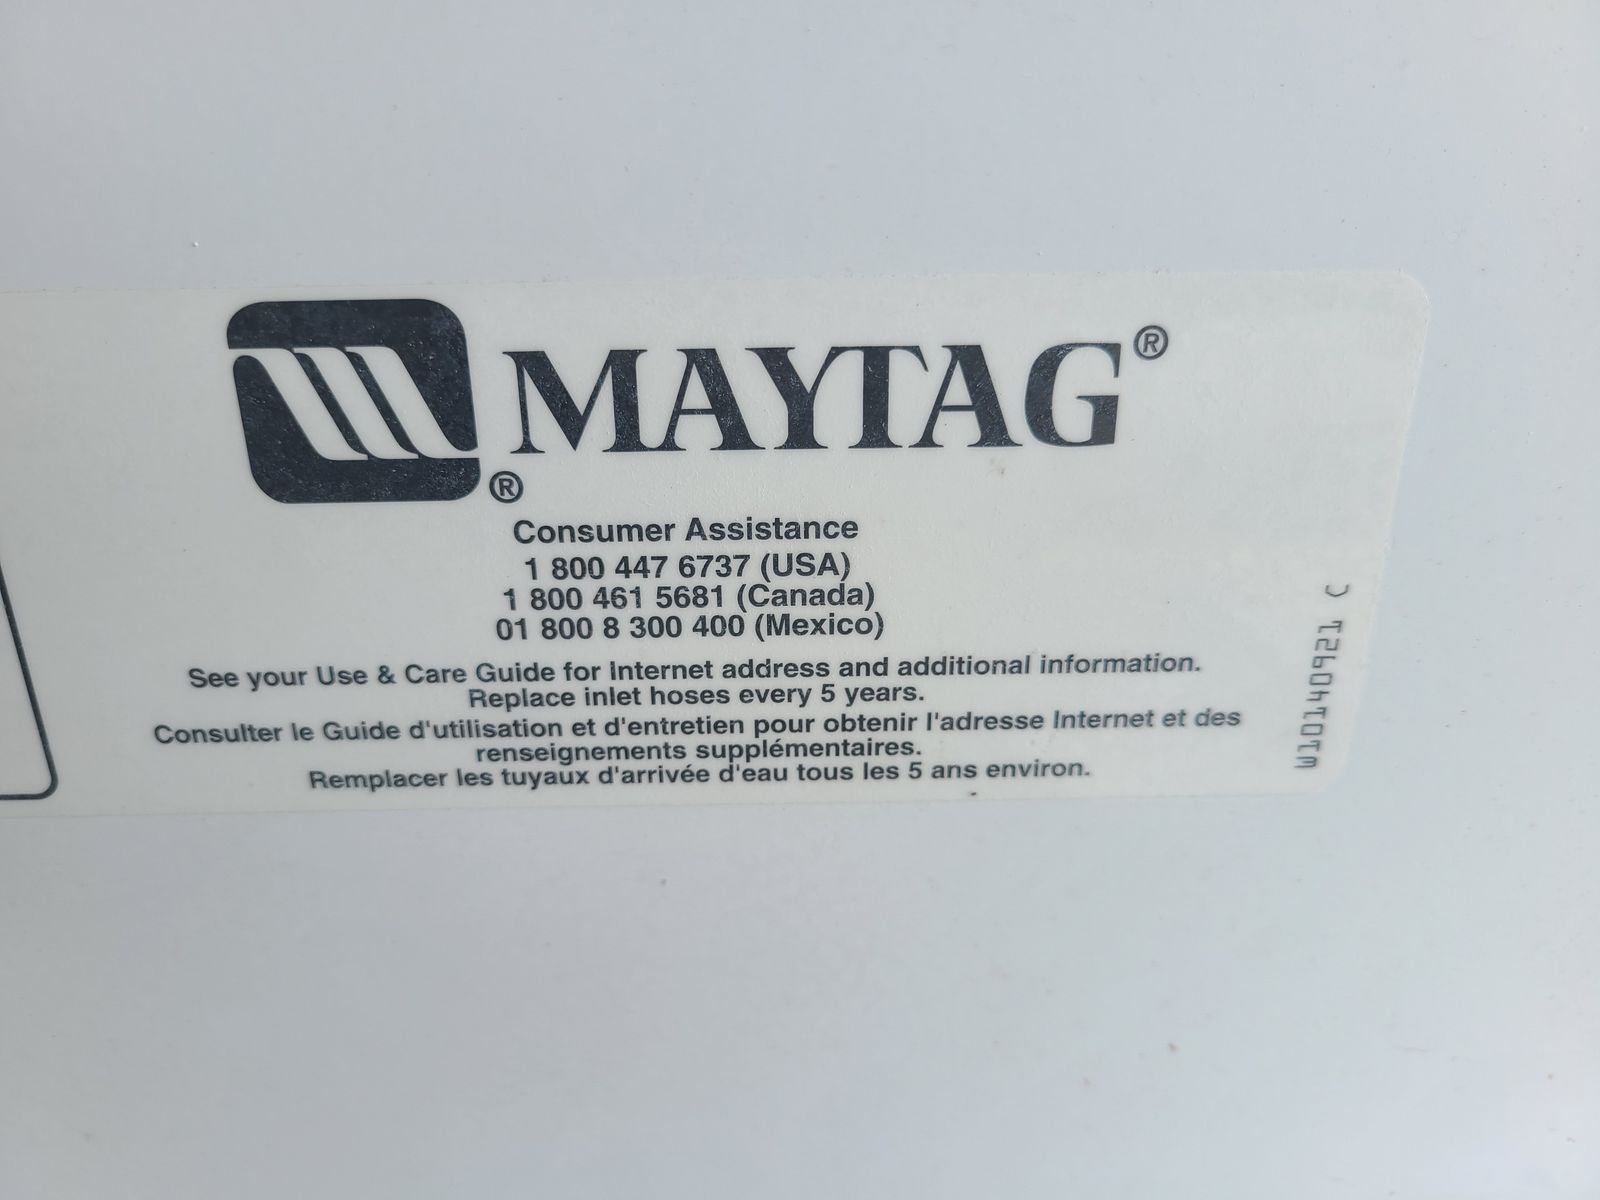 MAYTAG®
®
Consumer Assistance
1 800 447 6737 (USA)
1 800 461 5681 (Canada)
01 800 8 300 400 (Mexico)
See your Use & Care Guide for Internet address and additional information.
Replace inlet hoses every 5 years.
Consulter le Guide d'utilisation et d'entretien pour obtenir l'adresse Internet et des
renseignements supplémentaires.
Remplacer les tuyaux d'arrivée d'eau tous les 5 ans environ.
W10140921 C